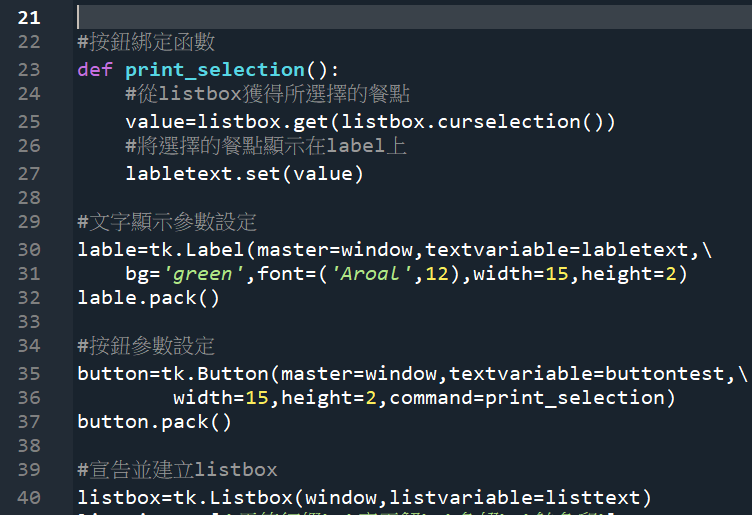 21
22 #按鈕綁定函數
23 def print_selection():
24 #從listbox獲得所選擇的餐點
25 value=listbox.get(listbox.curselection())
26 #將選擇的餐點顯示在label上
27 labletext.set(value)
28
29 #文字顯示參數設定
30 lable=tk.Label(master=window,textvariable=labletext,\
31 bg='green',font=('Aroal',12),width=15,height=2)
32 lable.pack()
33
34 #按鈕參數設定
35 button=tk.Button(master=window,textvariable=buttontest,\
36 width=15,height=2,command=print_selection)
37 button.pack()
38
39 #宣告並建立listbox
40 listbox=tk.Listbox(window,listvariable=listtext)